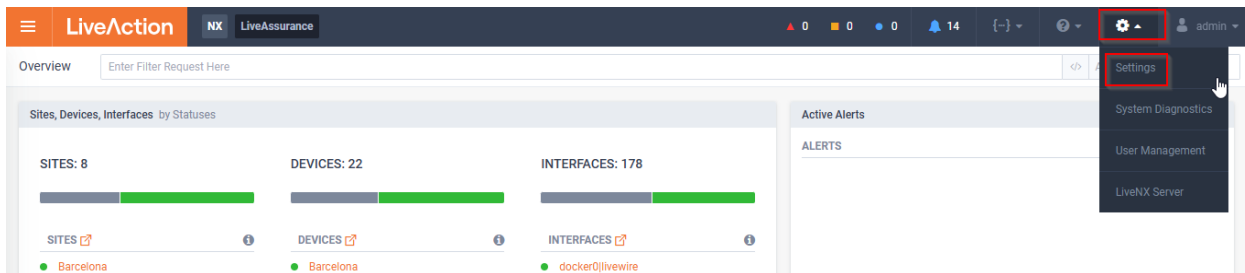 LiveAction NX LiveAssurance 0 0 0 14 {···} admin
Overview Enter Filter Request Here </>
Settings
Sites, Devices, Interfaces by Statuses Active Alerts
System Diagnostics
ALERTS
SITES: 8 DEVICES: 22 INTERFACES: 178
User Management
LiveNX Server
SITES DEVICES INTERFACES
Barcelona Barcelona docker0|livewire